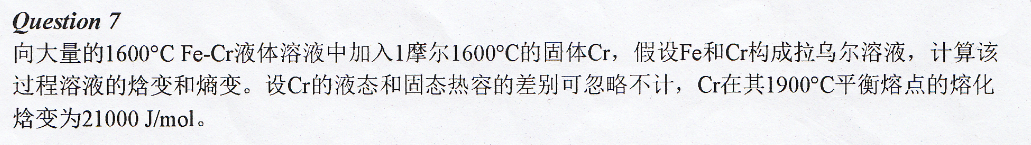 Question 7
向大量的1600°C Fe-Cr液体溶液中加入1摩尔1600°C的固体Cr，假设Fe和Cr构成拉乌尔溶液，计算该
过程溶液的焓变和熵变。设Cr的液态和固态热容的差别可忽略不计，Cr在其1900°C平衡熔点的熔化
焓变为21000 J/mol。